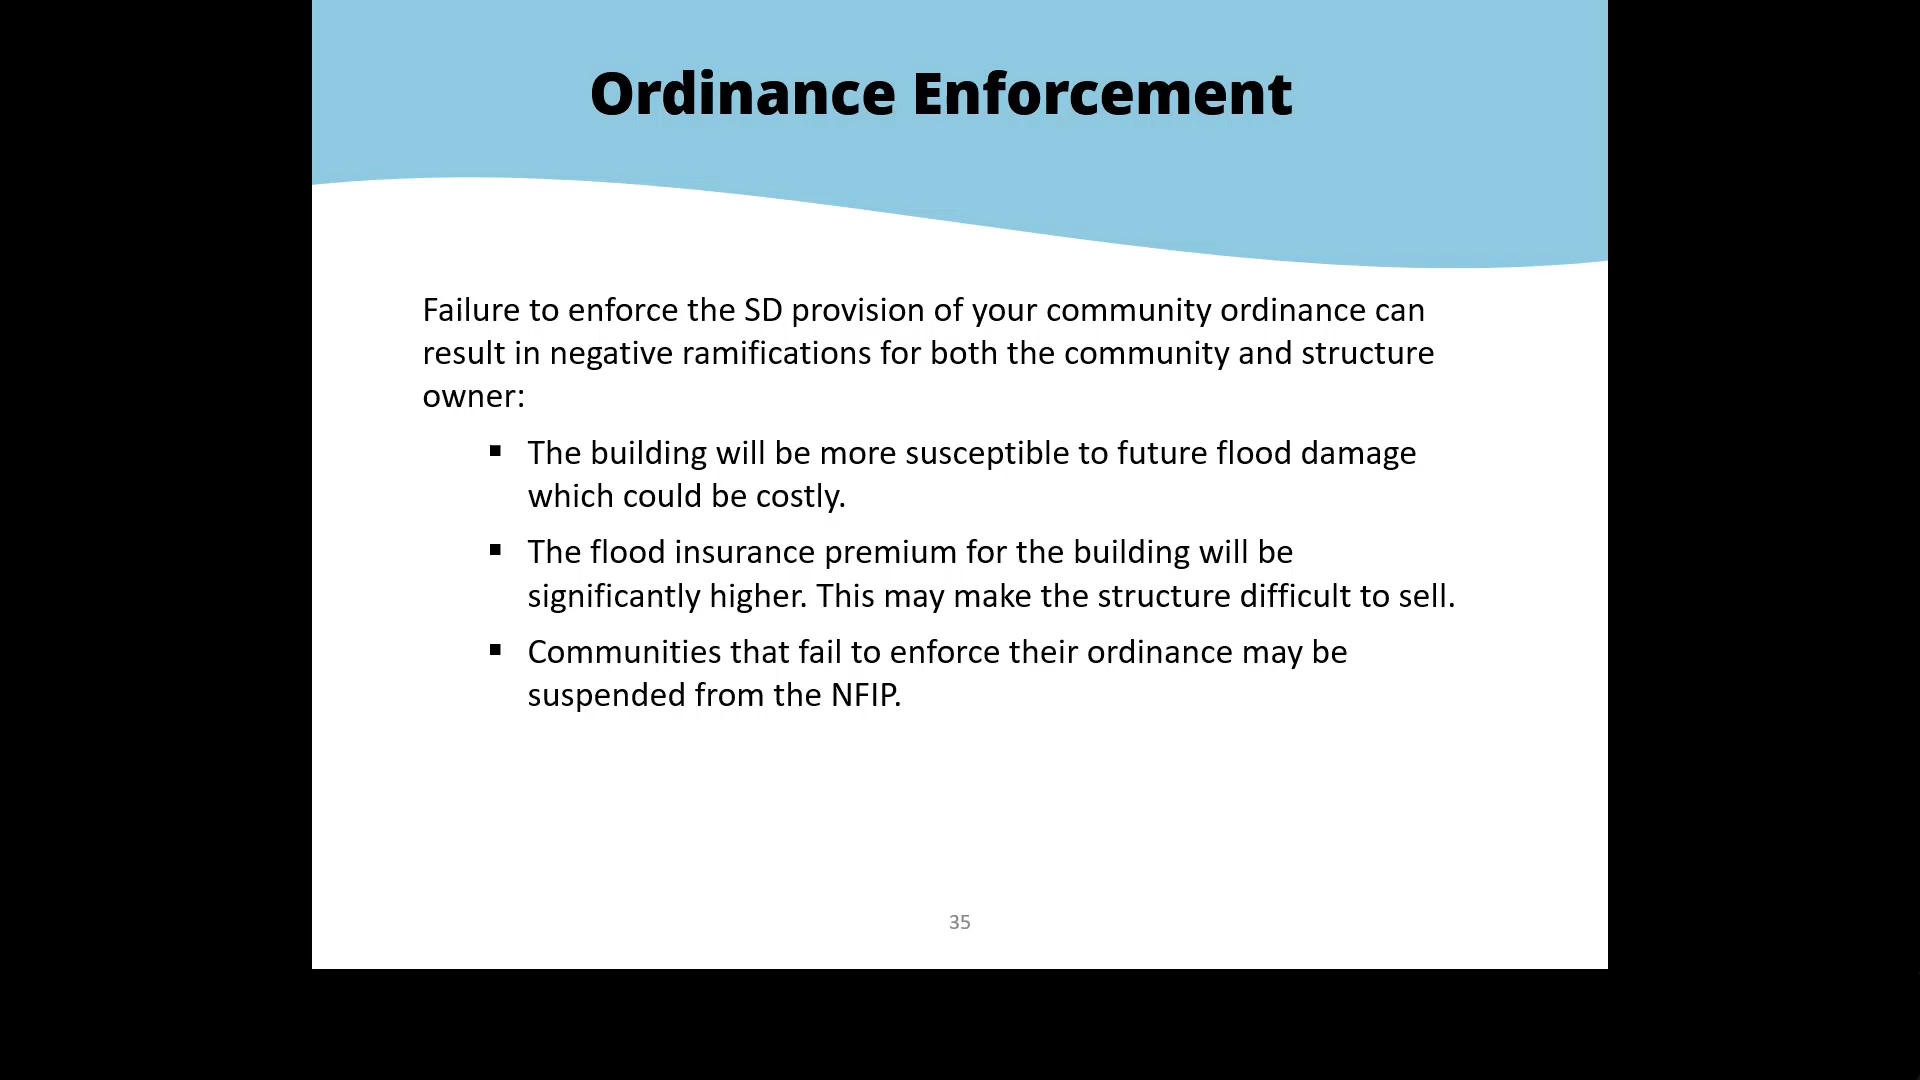 Ordinance Enforcement
Failure to enforce the SD provision of your community ordinance can
result in negative ramifications for both the community and structure
owner:
▪ The building will be more susceptible to future flood damage
which could be costly.
▪ The flood insurance premium for the building will be
significantly higher. This may make the structure difficult to sell.
▪ Communities that fail to enforce their ordinance may be
suspended from the NFIP.
35